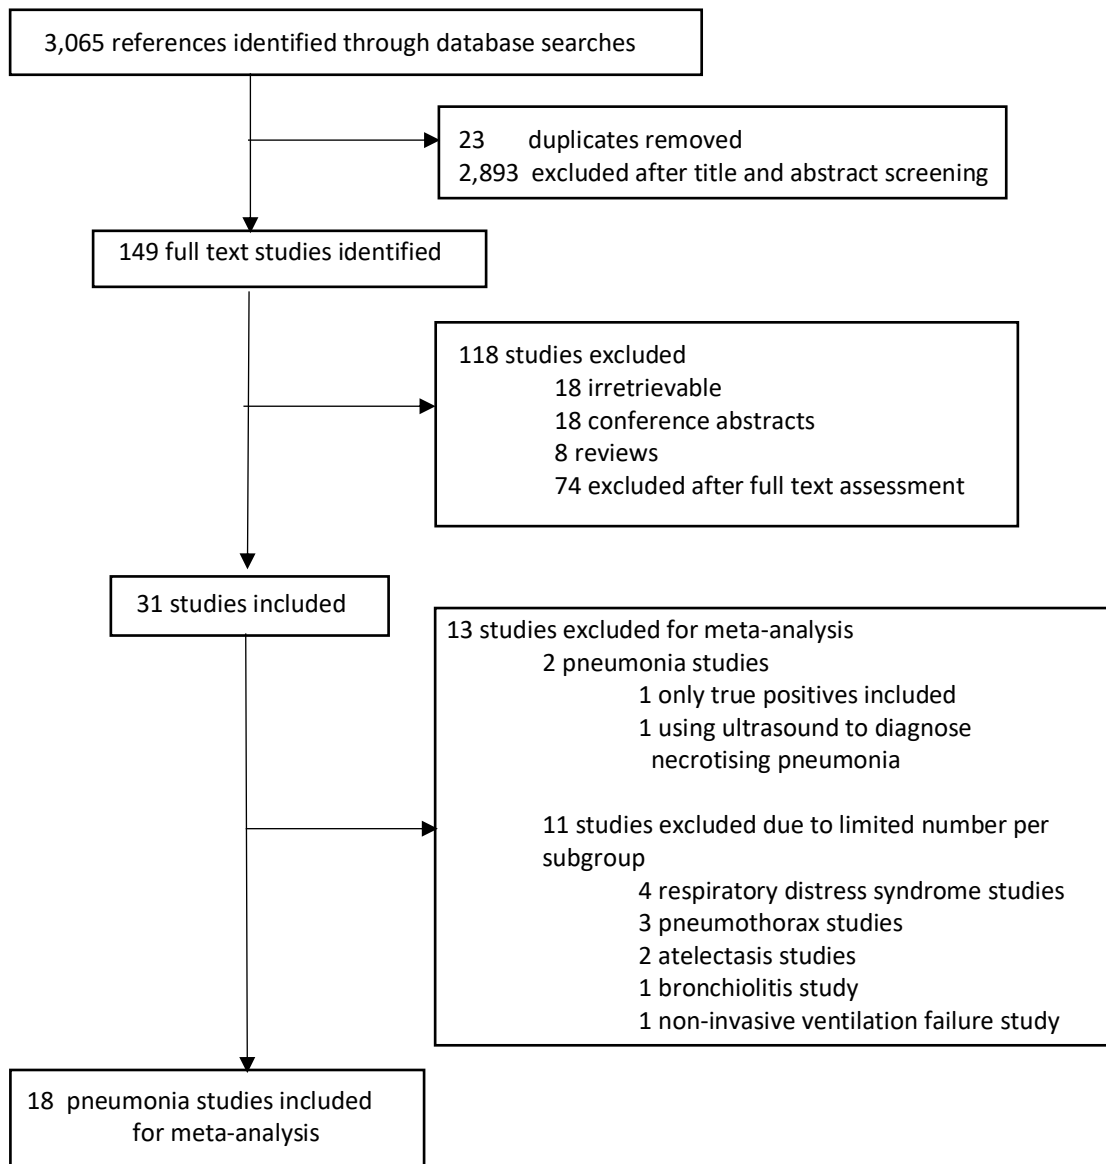 3,065 references identified through database searches
23 duplicates removed
2,893 excluded after title and abstract screening
149 full text studies identified
118 studies excluded
18 irretrievable
18 conference abstracts
8 reviews
74 excluded after full text assessment
31 studies included
13 studies excluded for meta-analysis
2 pneumonia studies
1 only true positives included
1 using ultrasound to diagnose
necrotising pneumonia
11 studies excluded due to limited number per
subgroup
4 respiratory distress syndrome studies
3 pneumothorax studies
2 atelectasis studies
1 bronchiolitis study
1 non-invasive ventilation failure study
18 pneumonia studies included
for meta-analysis